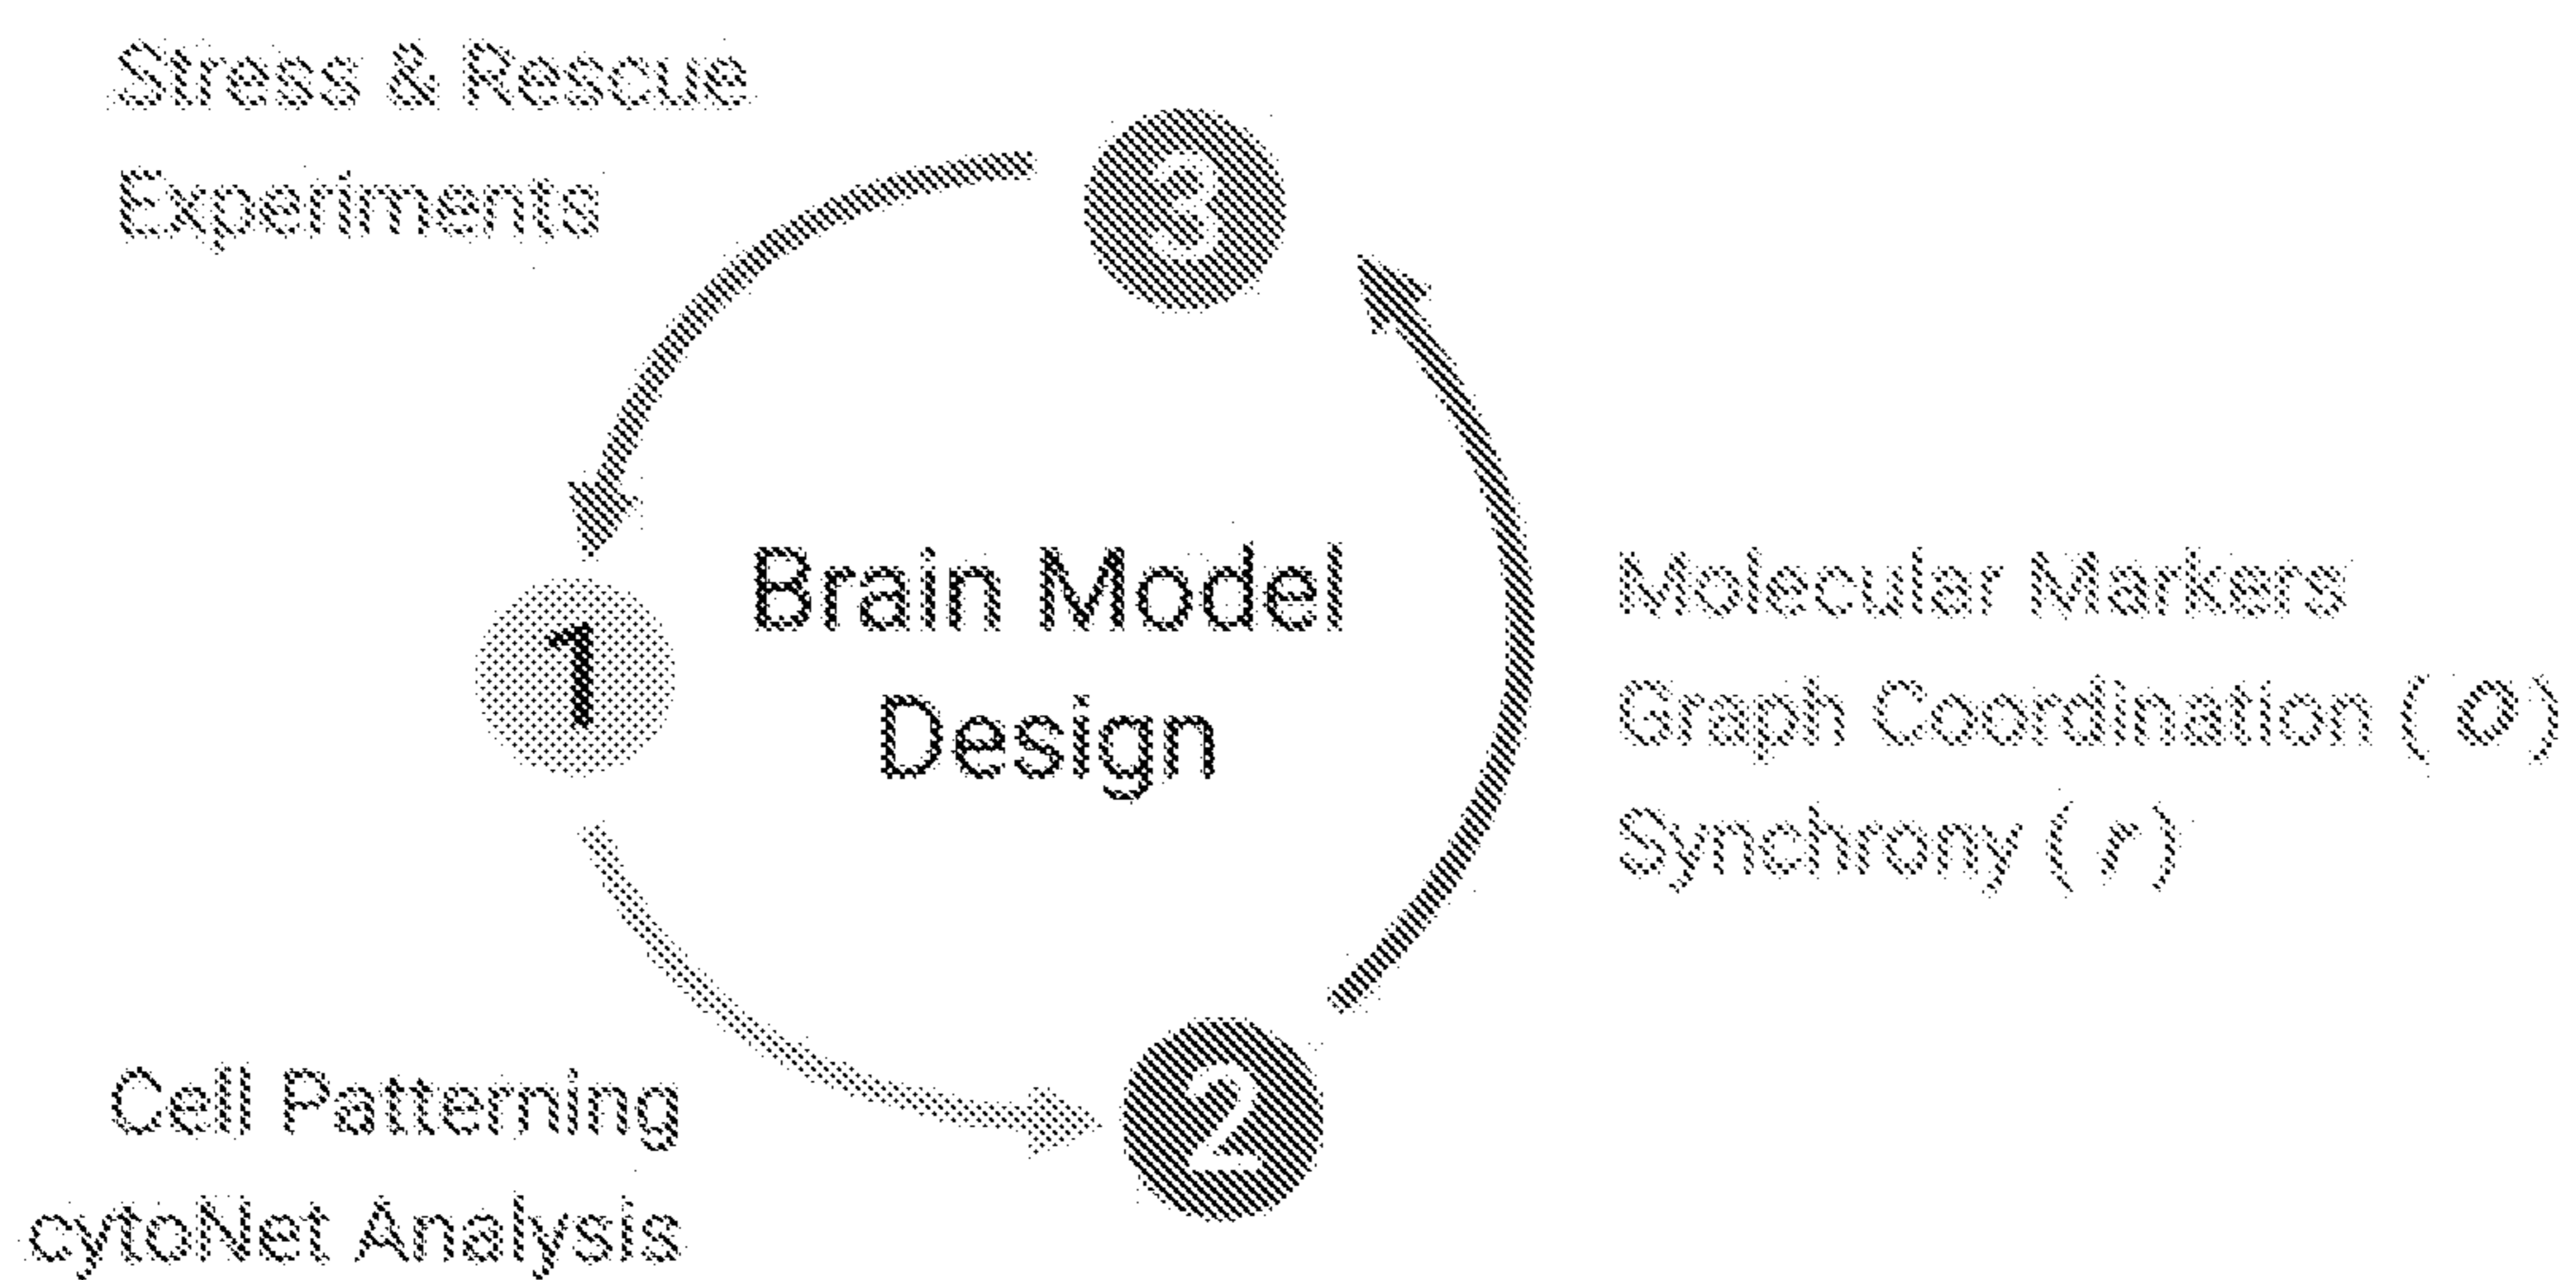 Stress & Rescue
Experiments
3
1
Brain Model
Design
Molecular Markers
Graph Coordination ( O )
Synchrony ( r )
2
Cell Patterning
cytoNet Analysis